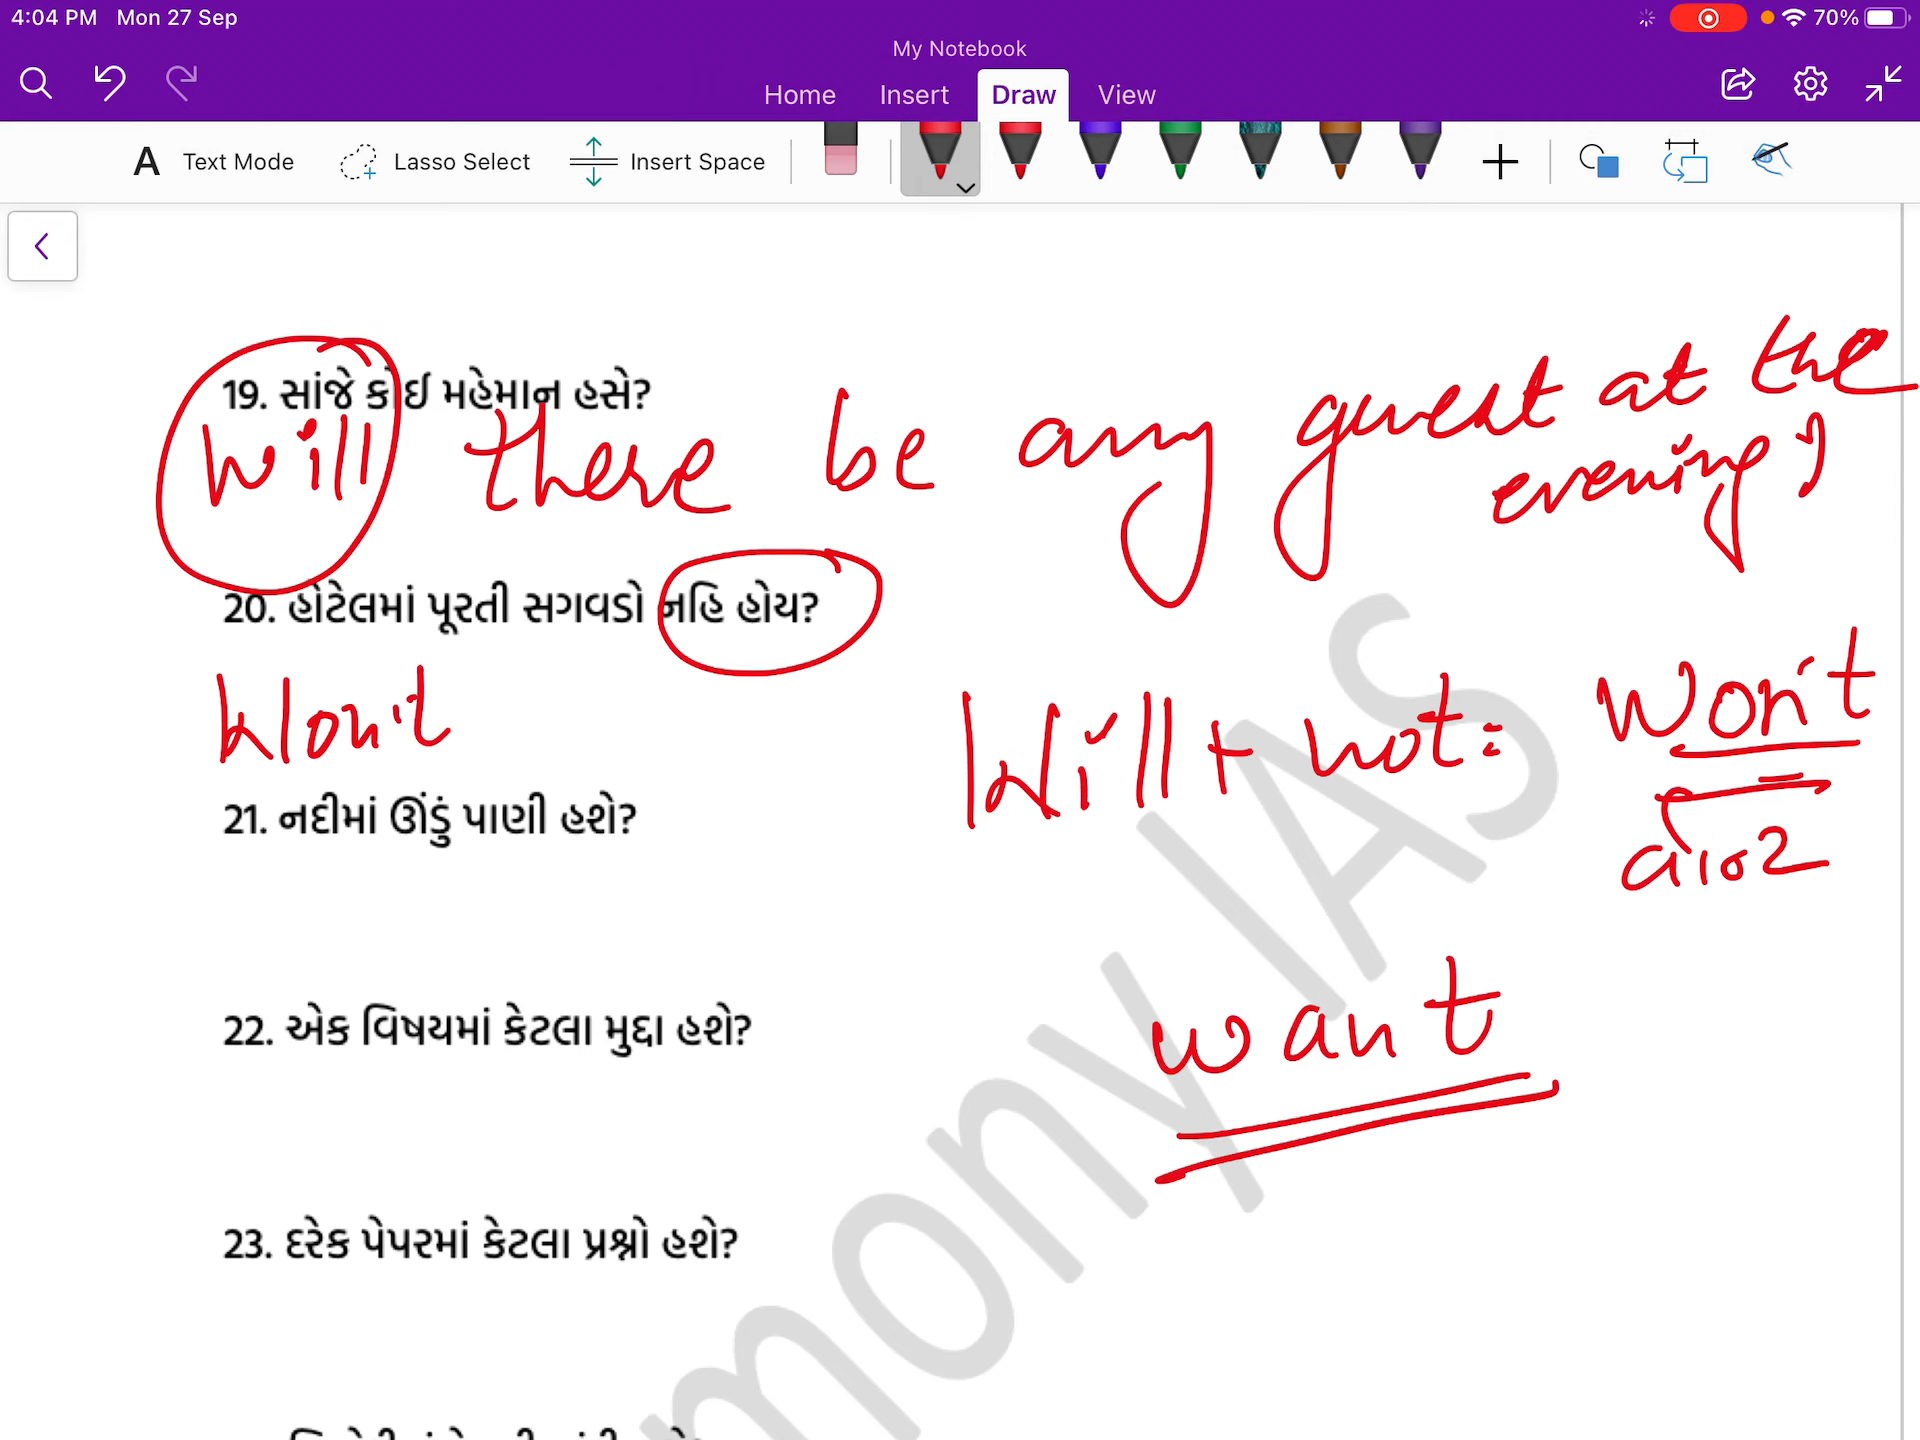 4:04 PM Mon 27 Sep
70%
My Notebook
Home Insert Draw View
A Text Mode Lasso Select Insert Space
19. સાંજે કોઈ મહેમાન હસે?
Will there be any guest at the
evening?
20. હોટેલમાં પૂરતી સગવડો નહિ હોય?
Won't
Will + not = Won't
21. નદીમાં ઊંડું પાણી હશે?
want
22. એક વિષયમાં કેટલા મુદ્દા હશે?
23. દરેક પેપરમાં કેટલા પ્રશ્નો હશે?
mony IAS